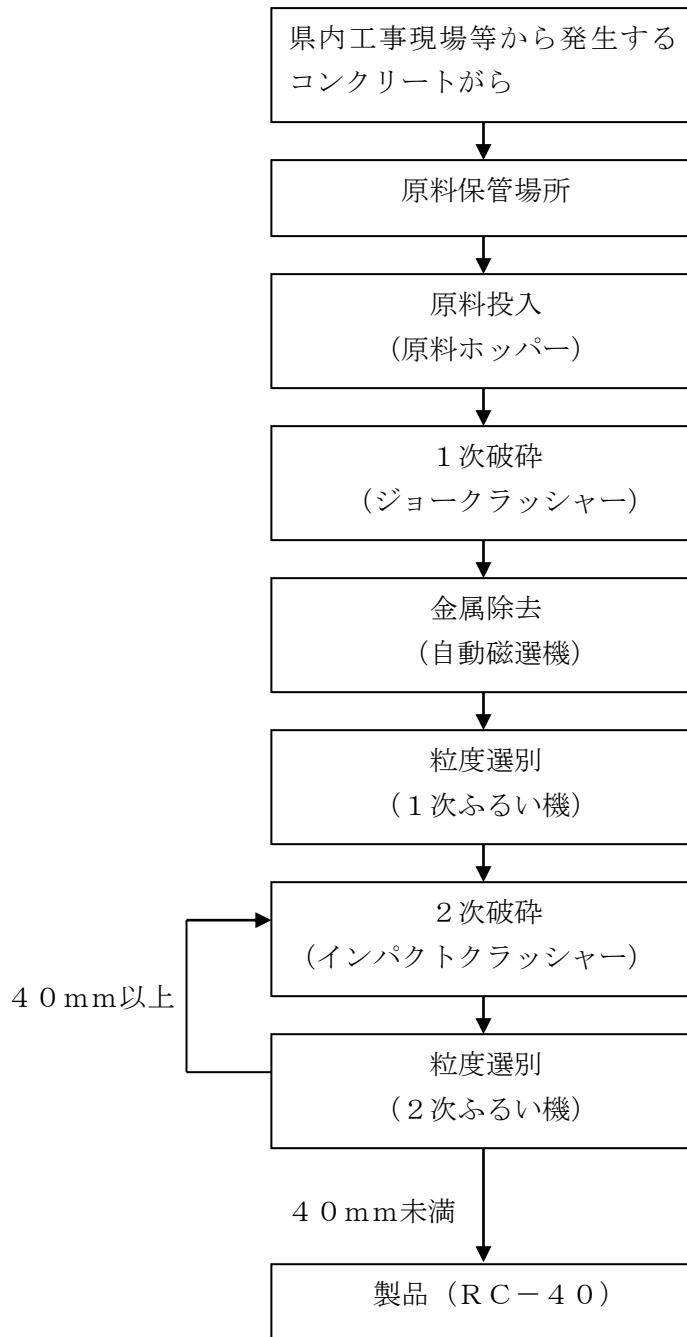 県内工事現場等から発生する
コンクリートがら
原料保管場所
原料投入
（原料ホッパー）
１次破砕
（ジョークラッシャー）
金属除去
（自動磁選機）
粒度選別
（１次ふるい機）
２次破砕
（インパクトクラッシャー）
４０ｍｍ以上
粒度選別
（２次ふるい機）
４０ｍｍ未満
製品（ＲＣ－４０）